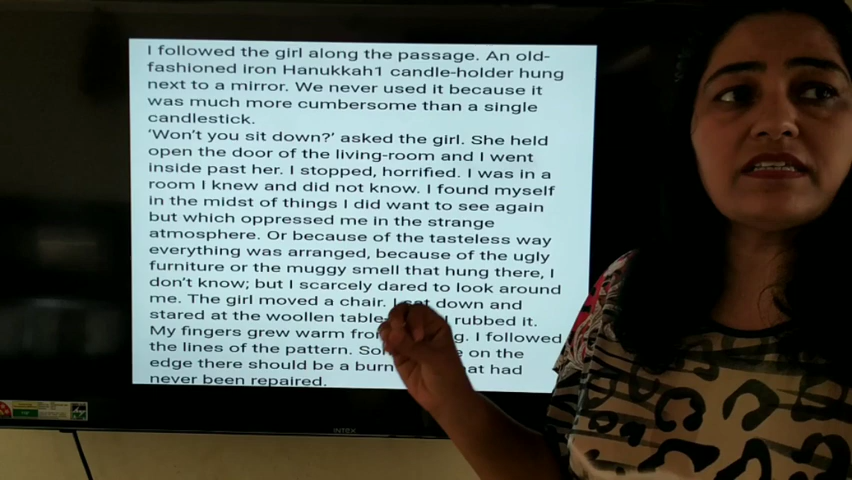 I followed the girl along the passage. An old-
fashioned iron Hanukkah1 candle-holder hung
next to a mirror. We never used it because it
was much more cumbersome than a single
candlestick.
‘Won’t you sit down?’ asked the girl. She held
open the door of the living-room and I went
inside past her. I stopped, horrified. I was in a
room I knew and did not know. I found myself
in the midst of things I did want to see again
but which oppressed me in the strange
atmosphere. Or because of the tasteless way
everything was arranged, because of the ugly
furniture or the muggy smell that hung there, I
don’t know; but I scarcely dared to look around
me. The girl moved a chair. I sat down and
stared at the woollen table- I rubbed it.
My fingers grew warm from I followed
the lines of the pattern. on the
edge there should be a burn had
never been repaired.
INTEX